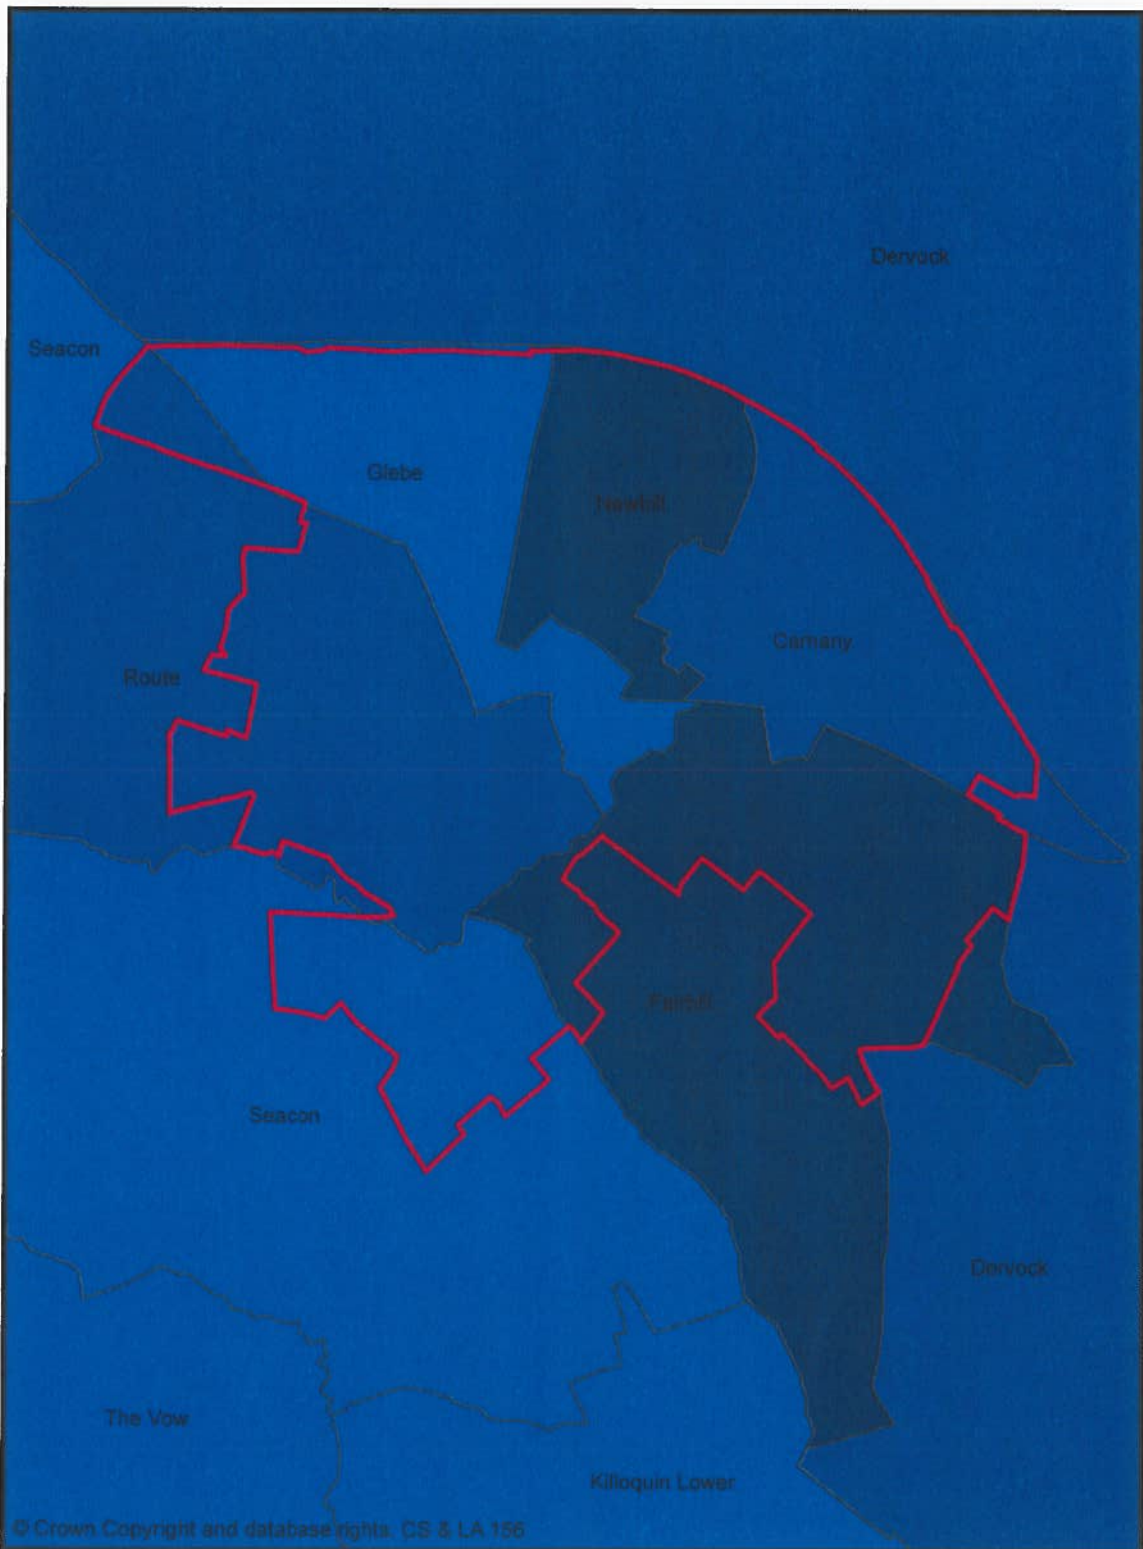 Dervock
Seacon
Glebe
Newhill
Carnany
Route
Fairhill
Seacon
Dervock
The Vow
Killoquin Lower
© Crown Copyright and database rights. CS & LA 156